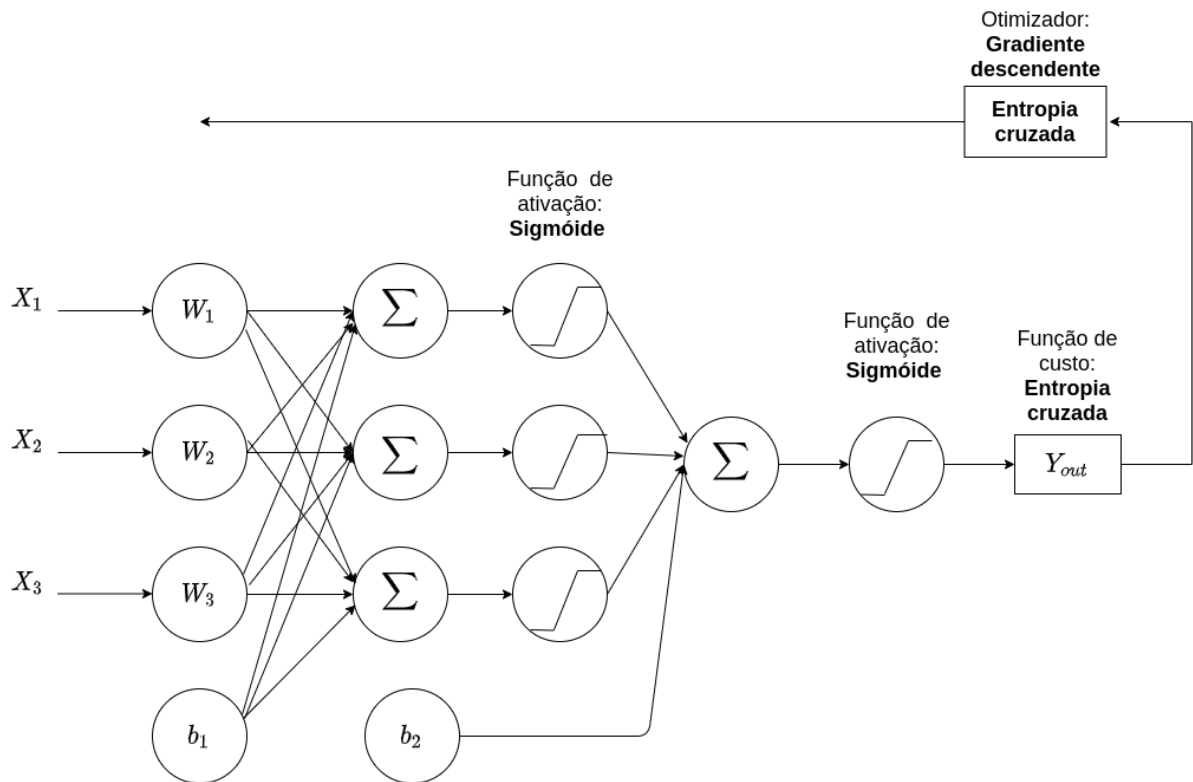 Otimizador:
Gradiente
descendente
Entropia
cruzada
Função de
ativação:
Sigmóide
X₁
W₁
∑
Função de
ativação:
Sigmóide
Função de
custo:
Entropia
cruzada
X₂
W₂
∑
∑
Yout
X₃
W₃
∑
b₁
b₂